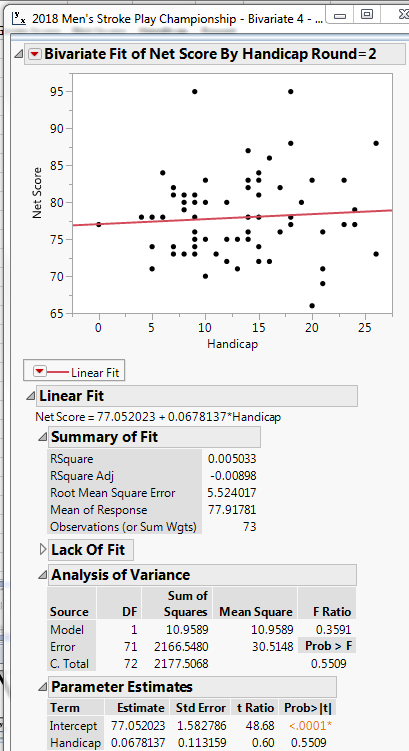 2018 Men's Stroke Play Championship - Bivariate 4 - ...
Bivariate Fit of Net Score By Handicap Round=2
95
90
85
80
75
70
65
Net Score
0 5 10 15 20 25
Handicap
Linear Fit
Linear Fit
Net Score = 77.052023 + 0.0678137*Handicap
Summary of Fit
RSquare 0.005033
RSquare Adj -0.00898
Root Mean Square Error 5.524017
Mean of Response 77.91781
Observations (or Sum Wgts) 73
Lack Of Fit
Analysis of Variance
Sum of
Source DF Squares Mean Square F Ratio
Model 1 10.9589 10.9589 0.3591
Error 71 2166.5480 30.5148 Prob > F
C. Total 72 2177.5068 0.5509
Parameter Estimates
Term Estimate Std Error t Ratio Prob>|t|
Intercept 77.052023 1.582786 48.68 <.0001*
Handicap 0.0678137 0.113159 0.60 0.5509